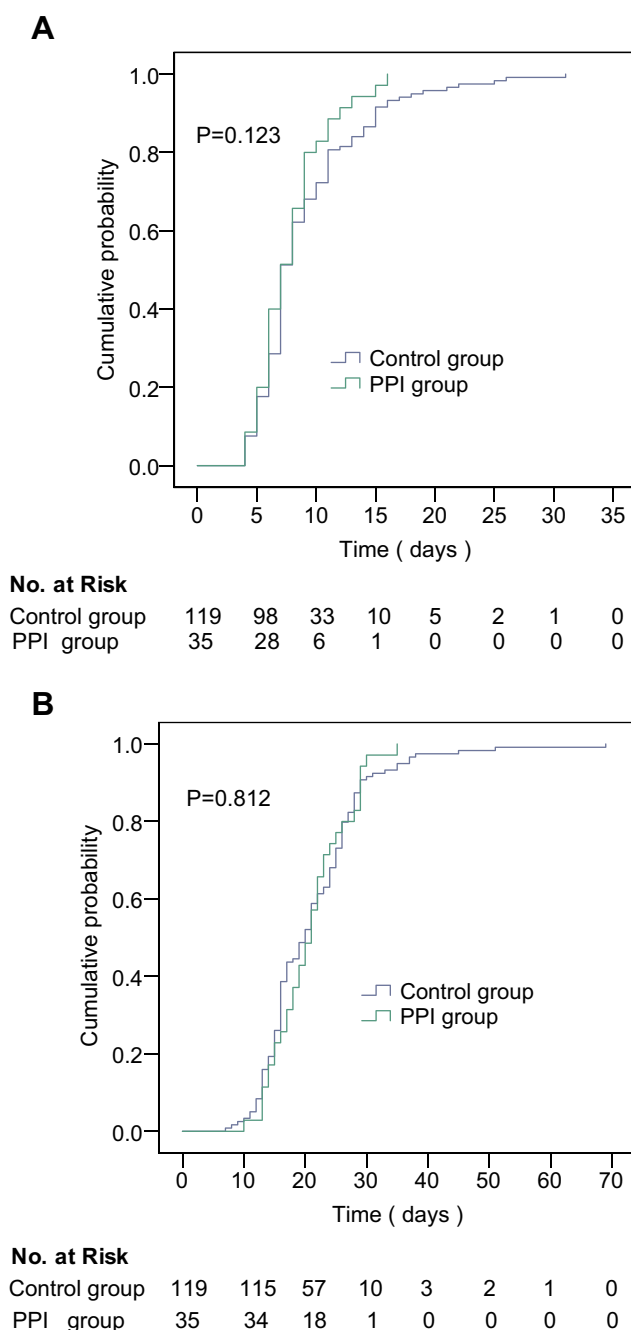 A
1.0
0.8
0.6
0.4
0.2
0.0
Cumulative probability
P=0.123
Control group
PPI group
0 5 10 15 20 25 30 35
Time ( days )
No. at Risk
Control group 119 98 33 10 5 2 1 0
PPI group 35 28 6 1 0 0 0 0
B
1.0
0.8
0.6
0.4
0.2
0.0
Cumulative probability
P=0.812
Control group
PPI group
0 10 20 30 40 50 60 70
Time ( days )
No. at Risk
Control group 119 115 57 10 3 2 1 0
PPI group 35 34 18 1 0 0 0 0